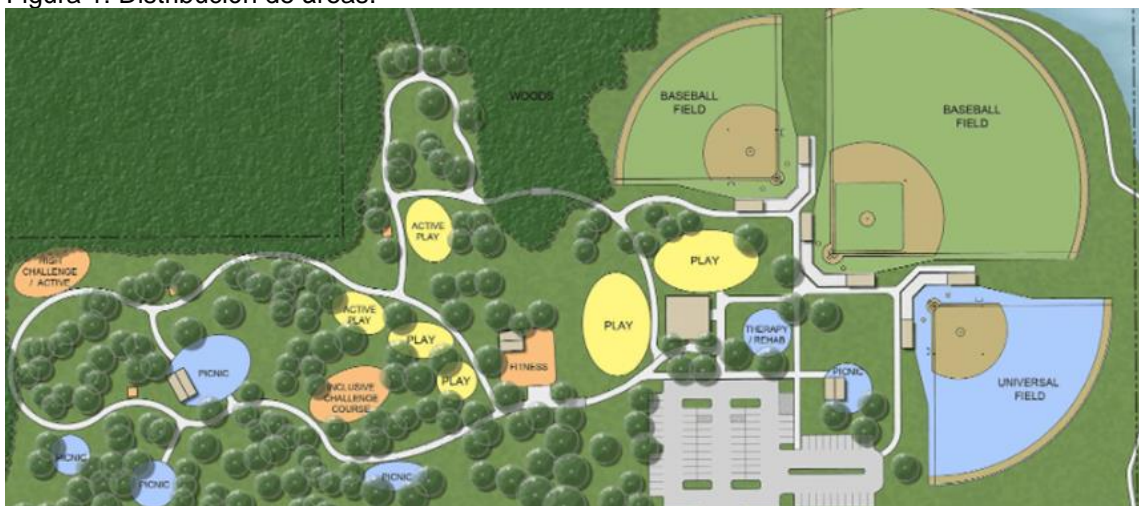 Figura 1. Distribución de áreas.
WOODS
BASEBALL
FIELD
BASEBALL
FIELD
ACTIVE
PLAY
HIGH
CHALLENGE
/ ACTIVE
PLAY
ACTIVE
PLAY
PLAY
PLAY
THERAPY
/ REHAB
PICNIC
FITNESS
PLAY
INCLUSIVE
CHALLENGE
COURSE
PICNIC
UNIVERSAL
FIELD
PICNIC
PICNIC
PICNIC